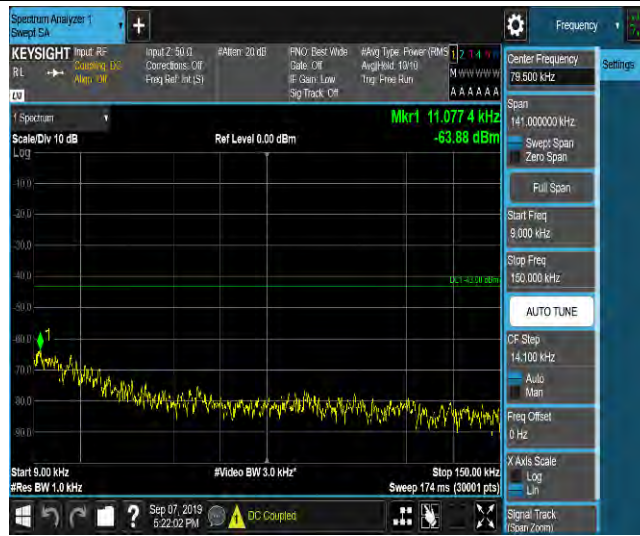 Spectrum Analyzer 1
Swept SA
+
Frequency
KEYSIGHT
RL
Input: RF
Coupling: DC
Align: Off
Input Z: 50 Ω
Corrections: Off
Freq Ref: Int (S)
#Atten: 20 dB
PNO: Best Wide
Gate: Off
IF Gain: Low
Sig Track: Off
#Avg Type: Power (RMS
Avg|Hold: 10/10
Trig: Free Run
M W W W W W
A A A A A A
LV
1 Spectrum
Scale/Div 10 dB
Log
Ref Level 0.00 dBm
Mkr1 11.077 4 kHz
-63.88 dBm
-10.0
-20.0
-30.0
-40.0
-50.0
-60.0
-70.0
-80.0
-90.0
DL1 -43.00 dBm
1
Start 9.00 kHz
#Res BW 1.0 kHz
#Video BW 3.0 kHz*
Stop 150.00 kHz
Sweep 174 ms (30001 pts)
Sep 07, 2019
5:22:02 PM
DC Coupled
Center Frequency
79.500 kHz
Settings
Span
141.000000 kHz
Swept Span
Zero Span
Full Span
Start Freq
9.000 kHz
Stop Freq
150.000 kHz
AUTO TUNE
CF Step
14.100 kHz
Auto
Man
Freq Offset
0 Hz
X Axis Scale
Log
Lin
Signal Track
(Span Zoom)